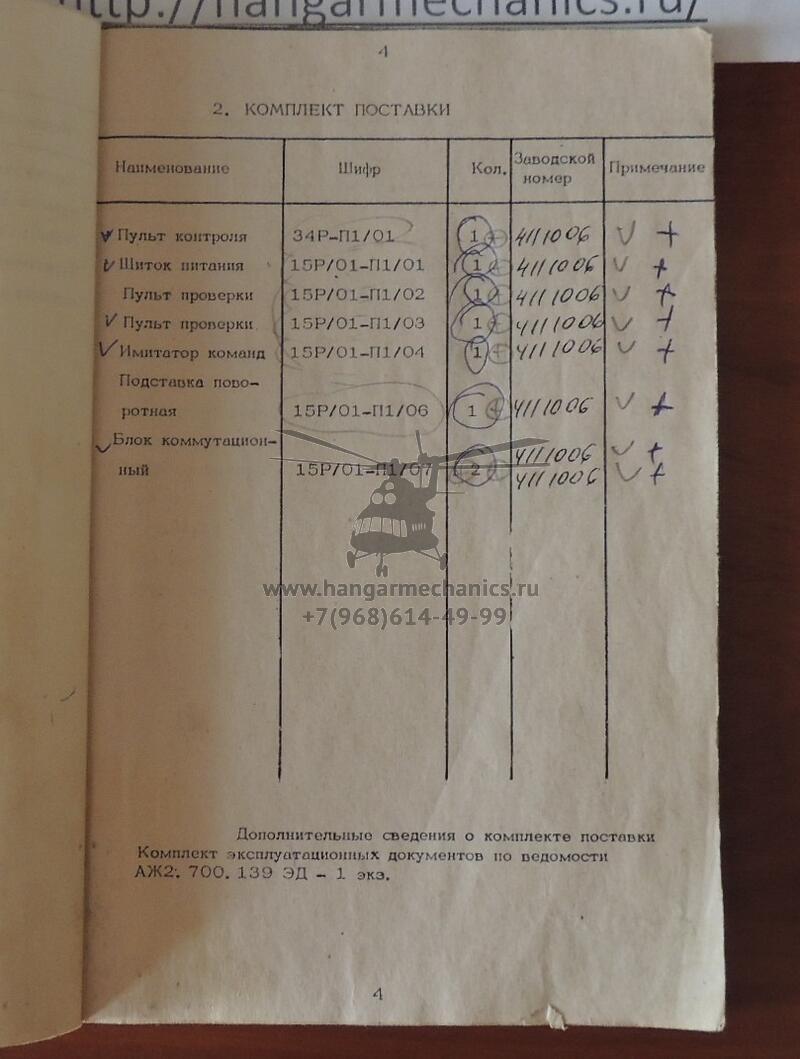 http://hangarmechanics.ru/
4
2. КОМПЛЕКТ ПОСТАВКИ
Наименование Шифр Кол. Заводской номер Примечание
Пульт контроля 34Р-П1/01 1 4111006 V +
Щиток питания 15Р/01-П1/01 1 4111006 V +
Пульт проверки 15Р/01-П1/02 1 4111006 V +
Пульт проверки 15Р/01-П1/03 1 4111006 V +
Имитатор команд 15Р/01-П1/04 1 4111006 V +
Подставка пово-
ротная 15Р/01-П1/06 1 4111006 V +
Блок коммутацион- 4111006 V +
ный 15Р/01-П1/07 2 4111006 V +
www.hangarmechanics.ru
+7(968)614-49-99
Дополнительные сведения о комплекте поставки
Комплект эксплуатационных документов по ведомости
АЖ2. 700. 139 ЭД - 1 экз.
4